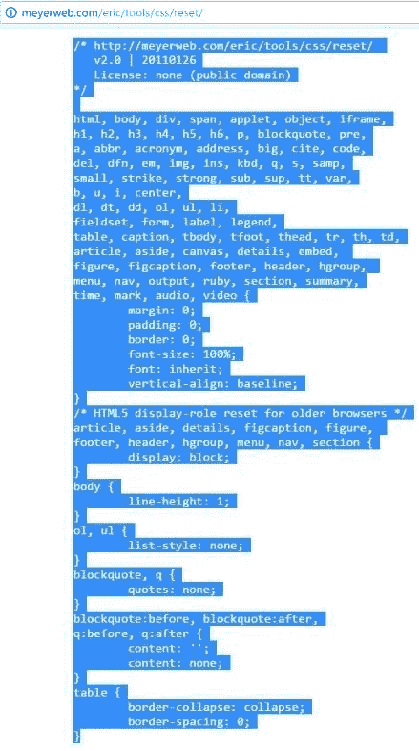 meyerweb.com/eric/tools/css/reset/
/* http://meyerweb.com/eric/tools/css/reset/
v2.0 | 20110126
License: none (public domain)
*/
html, body, div, span, applet, object, iframe,
h1, h2, h3, h4, h5, h6, p, blockquote, pre,
a, abbr, acronym, address, big, cite, code,
del, dfn, em, img, ins, kbd, q, s, samp,
small, strike, strong, sub, sup, tt, var,
b, u, i, center,
dl, dt, dd, ol, ul, li,
fieldset, form, label, legend,
table, caption, tbody, tfoot, thead, tr, th, td,
article, aside, canvas, details, embed,
figure, figcaption, footer, header, hgroup,
menu, nav, output, ruby, section, summary,
time, mark, audio, video {
margin: 0;
padding: 0;
border: 0;
font-size: 100%;
font: inherit;
vertical-align: baseline;
}
/* HTML5 display-role reset for older browsers */
article, aside, details, figcaption, figure,
footer, header, hgroup, menu, nav, section {
display: block;
}
body {
line-height: 1;
}
ol, ul {
list-style: none;
}
blockquote, q {
quotes: none;
}
blockquote:before, blockquote:after,
q:before, q:after {
content: '';
content: none;
}
table {
border-collapse: collapse;
border-spacing: 0;
}